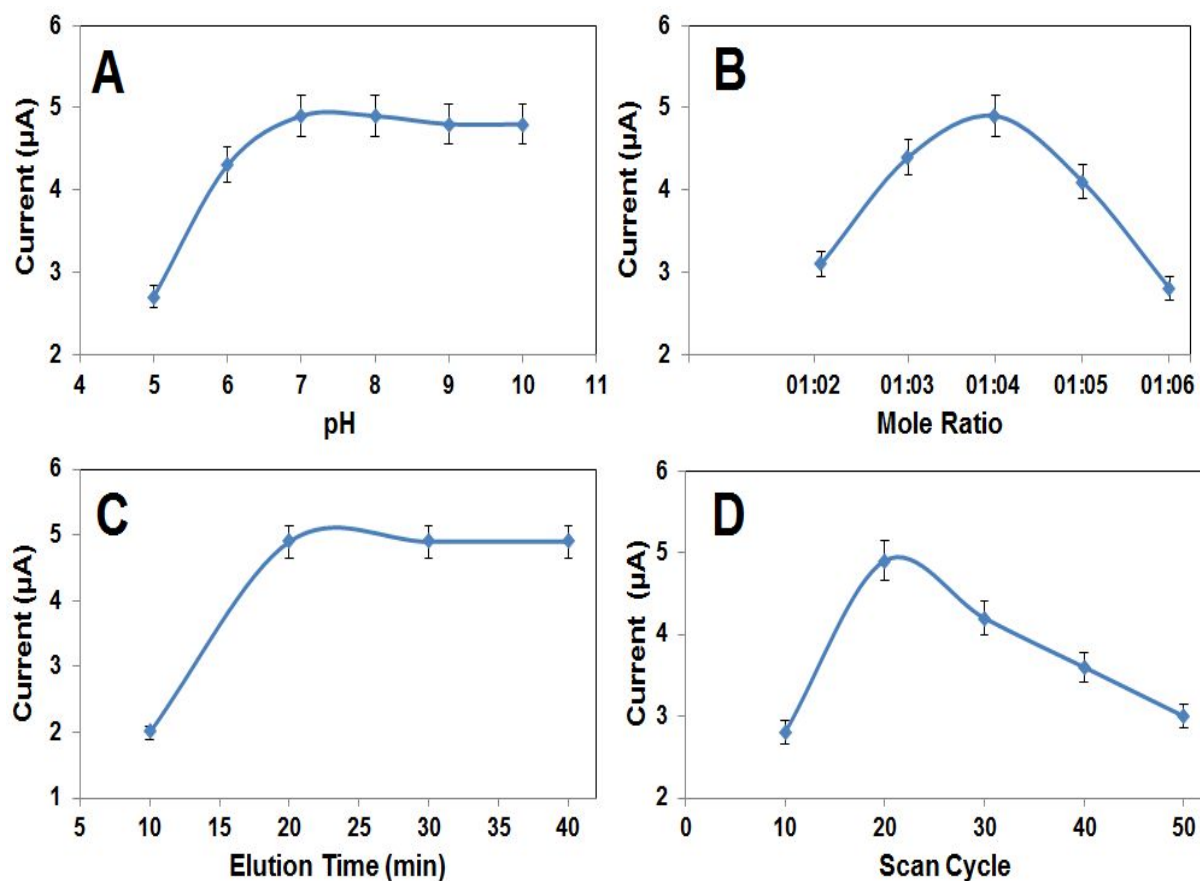 A
Current (µA)
6
5
4
3
2
4 5 6 7 8 9 10 11
pH
B
Current (µA)
6
5
4
3
2
01:02 01:03 01:04 01:05 01:06
Mole Ratio
C
Current (µA)
6
5
4
3
2
1
5 10 15 20 25 30 35 40
Elution Time (min)
D
Current (µA)
6
5
4
3
2
0 10 20 30 40 50
Scan Cycle